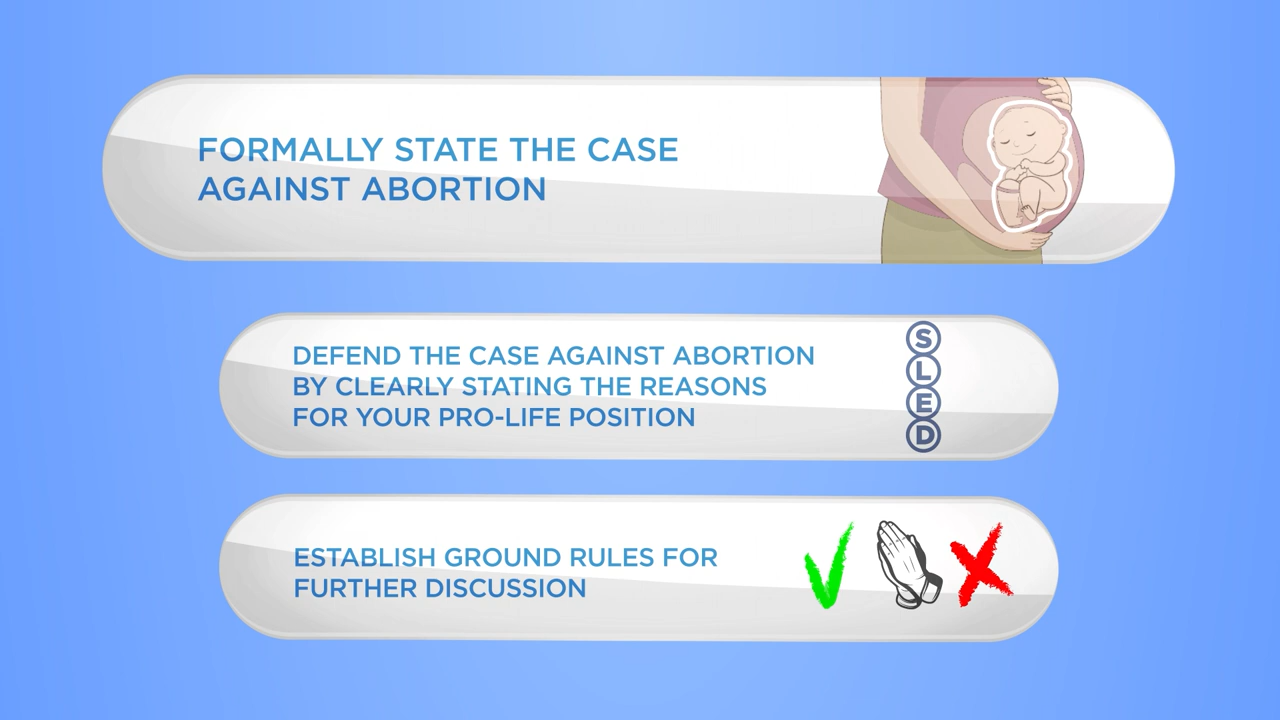 FORMALLY STATE THE CASE
AGAINST ABORTION
DEFEND THE CASE AGAINST ABORTION
BY CLEARLY STATING THE REASONS
FOR YOUR PRO-LIFE POSITION
S
L
E
D
ESTABLISH GROUND RULES FOR
FURTHER DISCUSSION